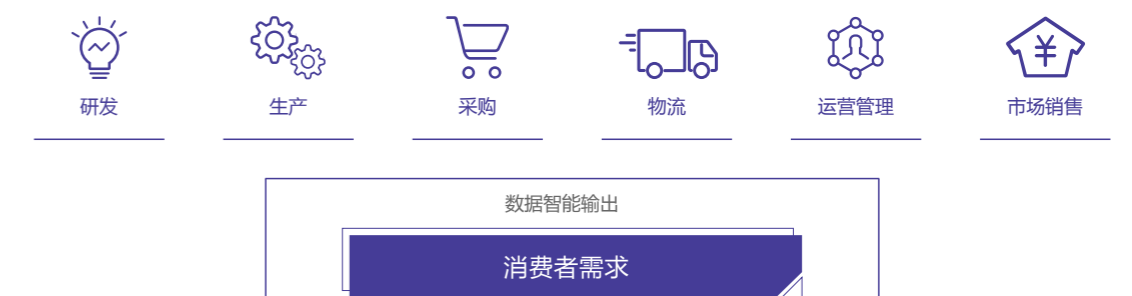 研发 生产 采购 物流 运营管理 市场销售
数据智能输出
消费者需求